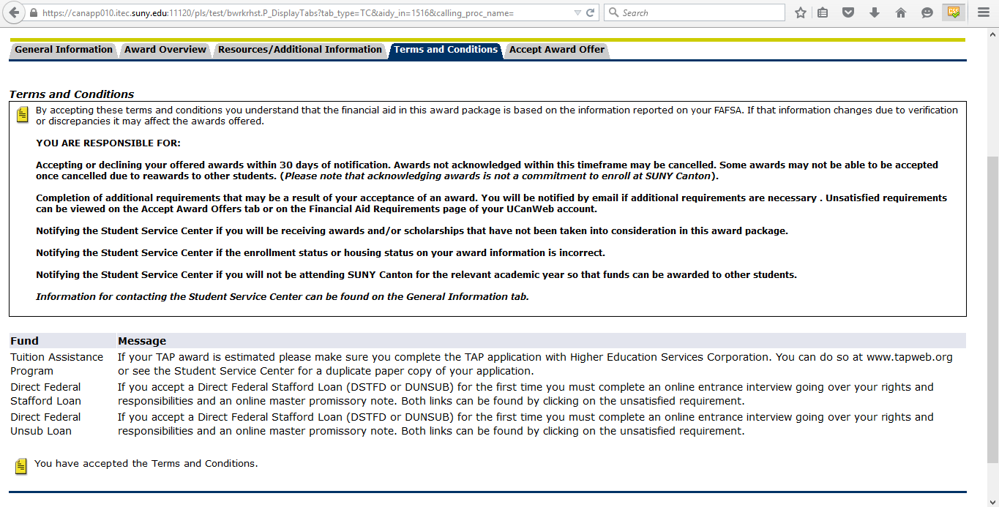 https://canapp010.itec.suny.edu:11120/pls/test/bwrkrhst.P_DisplayTabs?tab_type=TC&aidy_in=1516&calling_proc_name=
Search
General Information
Award Overview
Resources/Additional Information
Terms and Conditions
Accept Award Offer
Terms and Conditions
By accepting these terms and conditions you understand that the financial aid in this award package is based on the information reported on your FAFSA. If that information changes due to verification
or discrepancies it may affect the awards offered.
YOU ARE RESPONSIBLE FOR:
Accepting or declining your offered awards within 30 days of notification. Awards not acknowledged within this timeframe may be cancelled. Some awards may not be able to be accepted
once cancelled due to reawards to other students. (Please note that acknowledging awards is not a commitment to enroll at SUNY Canton).
Completion of additional requirements that may be a result of your acceptance of an award. You will be notified by email if additional requirements are necessary . Unsatisfied requirements
can be viewed on the Accept Award Offers tab or on the Financial Aid Requirements page of your UCanWeb account.
Notifying the Student Service Center if you will be receiving awards and/or scholarships that have not been taken into consideration in this award package.
Notifying the Student Service Center if the enrollment status or housing status on your award information is incorrect.
Notifying the Student Service Center if you will not be attending SUNY Canton for the relevant academic year so that funds can be awarded to other students.
Information for contacting the Student Service Center can be found on the General Information tab.
Fund Message
Tuition Assistance If your TAP award is estimated please make sure you complete the TAP application with Higher Education Services Corporation. You can do so at www.tapweb.org
Program or see the Student Service Center for a duplicate paper copy of your application.
Direct Federal If you accept a Direct Federal Stafford Loan (DSTFD or DUNSUB) for the first time you must complete an online entrance interview going over your rights and
Stafford Loan responsibilities and an online master promissory note. Both links can be found by clicking on the unsatisfied requirement.
Direct Federal If you accept a Direct Federal Stafford Loan (DSTFD or DUNSUB) for the first time you must complete an online entrance interview going over your rights and
Unsub Loan responsibilities and an online master promissory note. Both links can be found by clicking on the unsatisfied requirement.
You have accepted the Terms and Conditions.